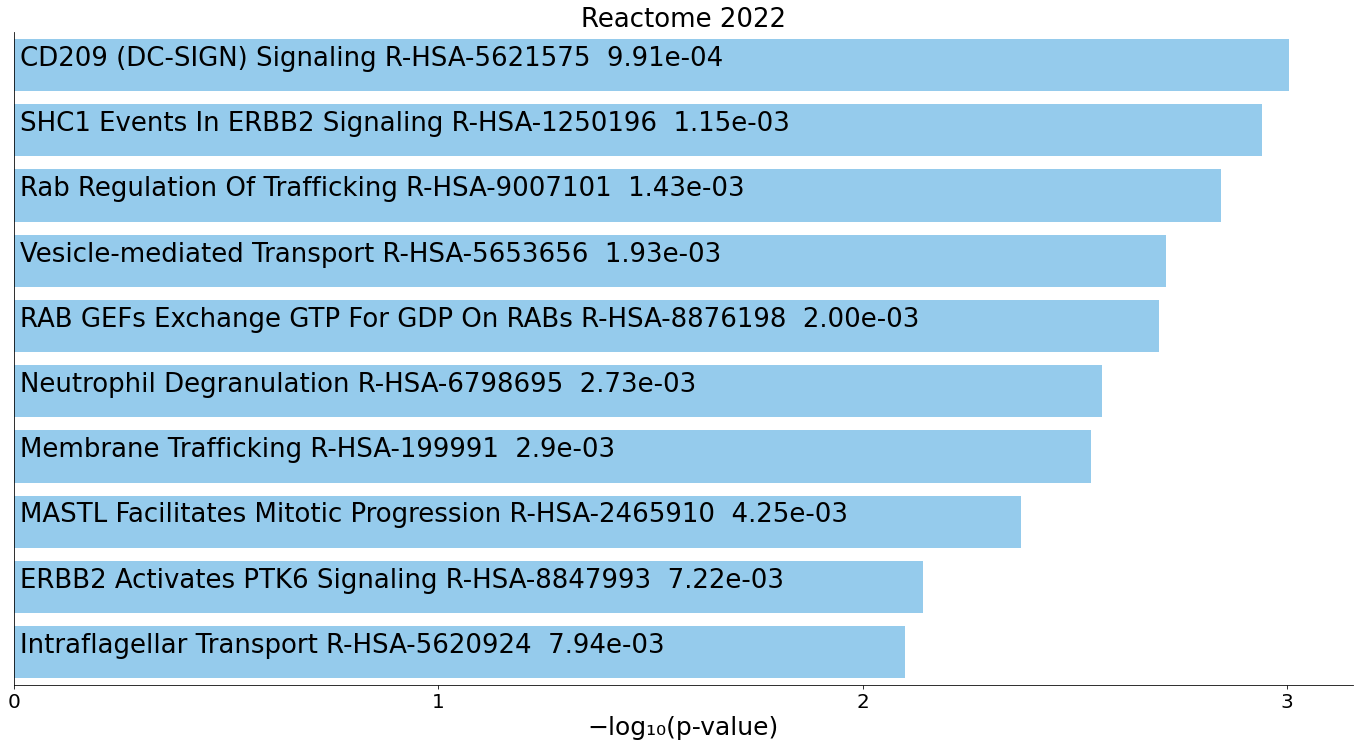 Reactome 2022
CD209 (DC-SIGN) Signaling R-HSA-5621575  9.91e-04
SHC1 Events In ERBB2 Signaling R-HSA-1250196  1.15e-03
Rab Regulation Of Trafficking R-HSA-9007101  1.43e-03
Vesicle-mediated Transport R-HSA-5653656  1.93e-03
RAB GEFs Exchange GTP For GDP On RABs R-HSA-8876198  2.00e-03
Neutrophil Degranulation R-HSA-6798695  2.73e-03
Membrane Trafficking R-HSA-199991  2.9e-03
MASTL Facilitates Mitotic Progression R-HSA-2465910  4.25e-03
ERBB2 Activates PTK6 Signaling R-HSA-8847993  7.22e-03
Intraflagellar Transport R-HSA-5620924  7.94e-03
0 1 2 3
−log₁₀(p-value)